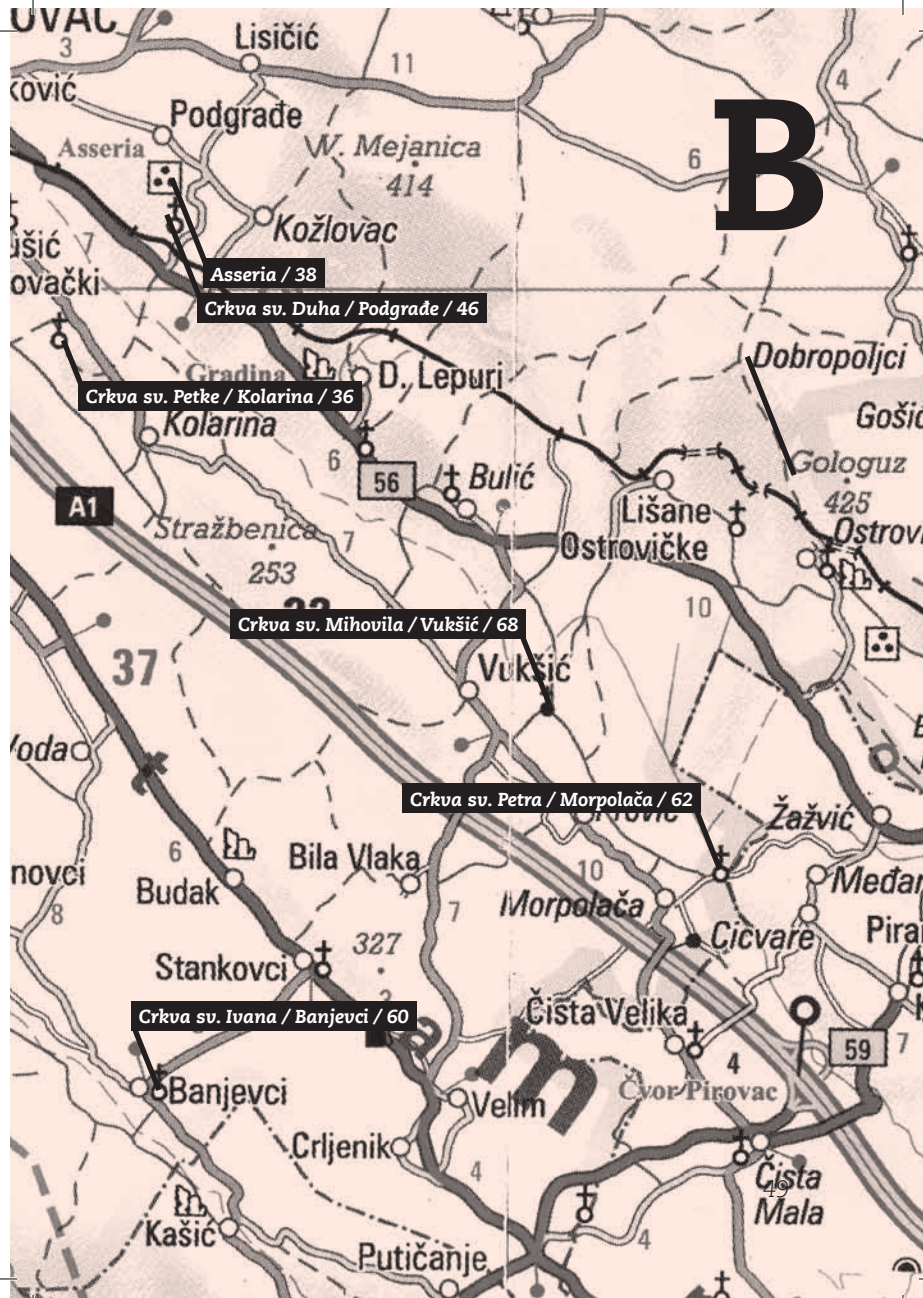 OVAC
3
Lisičić
11
4
ković
Podgrađe
B
Asseria
V. Mejanica
414
6
Kožlovac
7
ušić
ovački
Asseria / 38
Crkva sv. Duha / Podgrađe / 46
Dobropoljci
Gradina
D. Lepuri
Crkva sv. Petke / Kolarina / 36
Kolarina
Gošić
6
56
Bulić
Gologuz
425
A1
Lišane
Ostrovičke
Ostrovi
Stražbenica
253
7
10
Crkva sv. Mihovila / Vukšić / 68
37
Vukšić
Voda
Crkva sv. Petra / Morpolača / 62
Žažvić
6
Bila Vlaka
10
novci
Budak
Međar
8
7
Morpolača
Cicvare
Pira
327
Stankovci
Čista Velika
Crkva sv. Ivana / Banjevci / 60
a m
59
7
4
Čvor Pirovac
Banjevci
Velim
Crljenik
4
Čista
Mala
49
Kašić
4
Putičanje